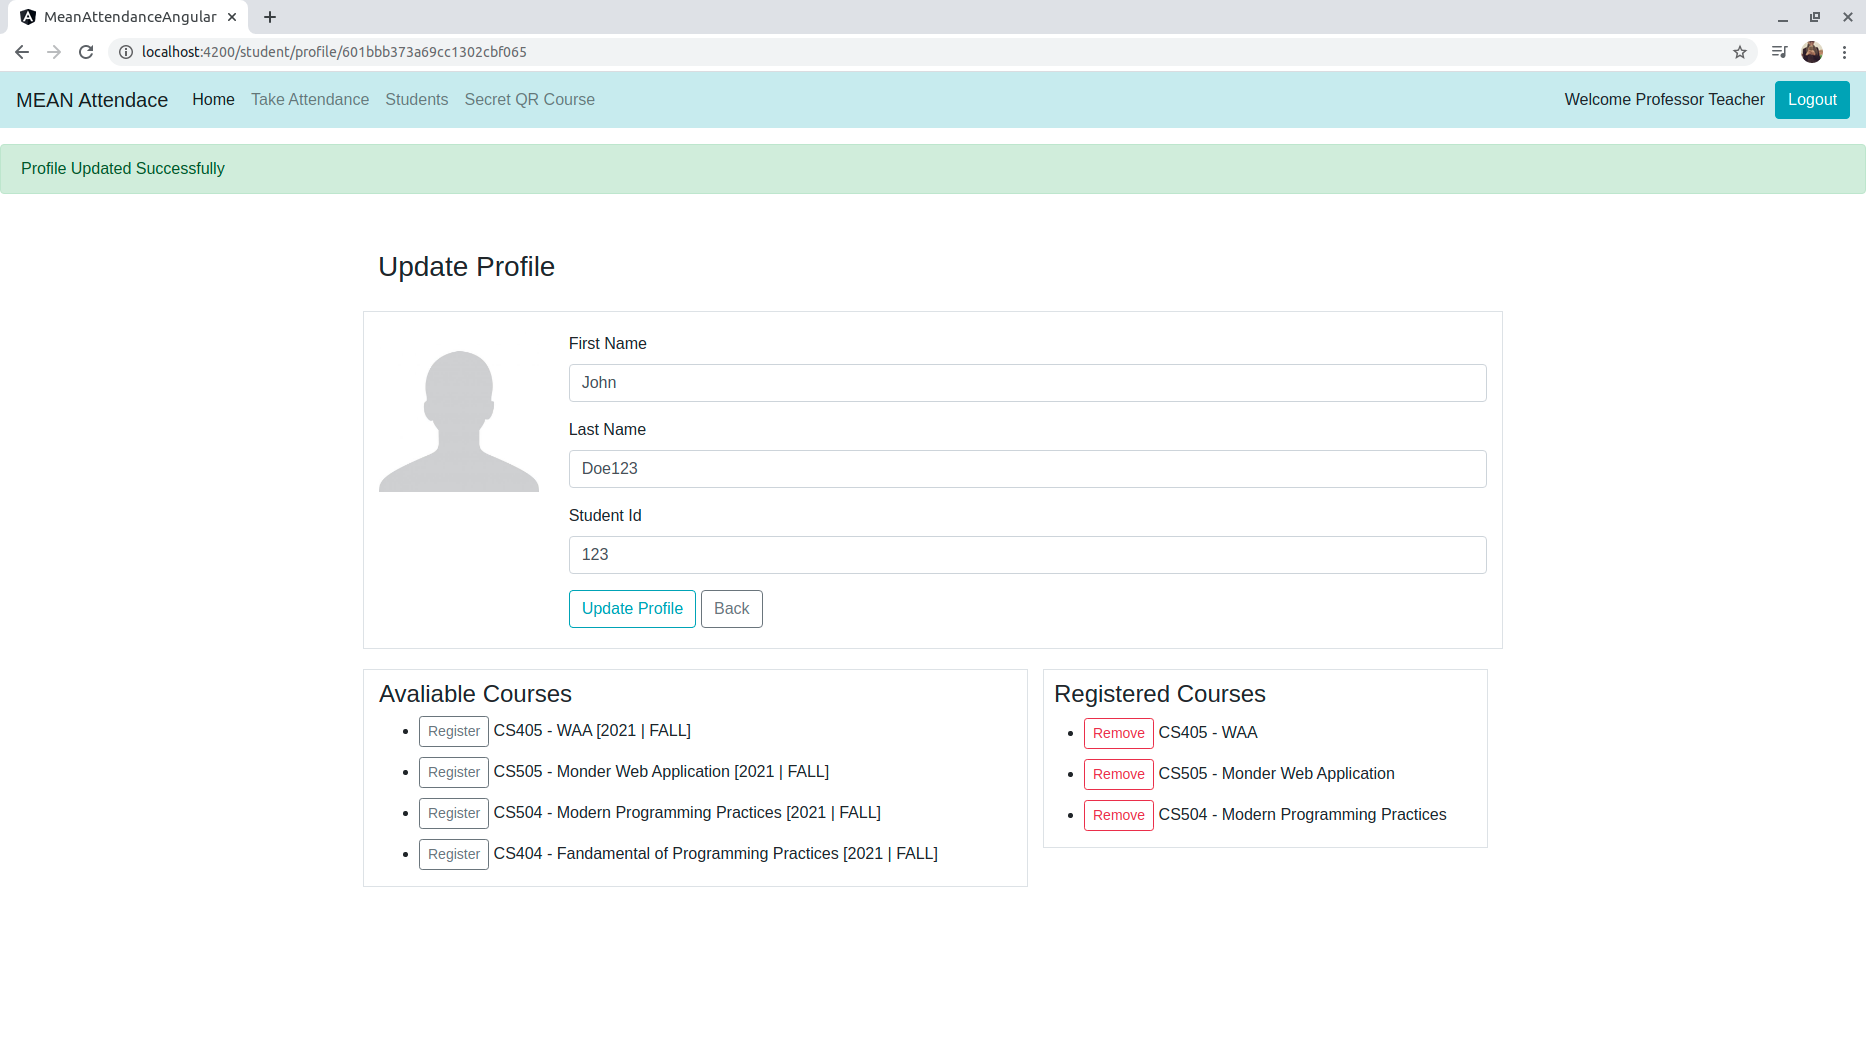 MeanAttendanceAngular
localhost:4200/student/profile/601bbb373a69cc1302cbf065
MEAN Attendace Home Take Attendance Students Secret QR Course Welcome Professor Teacher Logout
Profile Updated Successfully
Update Profile
First Name
John
Last Name
Doe123
Student Id
123
Update Profile Back
Avaliable Courses
Register CS405 - WAA [2021 | FALL]
Register CS505 - Monder Web Application [2021 | FALL]
Register CS504 - Modern Programming Practices [2021 | FALL]
Register CS404 - Fandamental of Programming Practices [2021 | FALL]
Registered Courses
Remove CS405 - WAA
Remove CS505 - Monder Web Application
Remove CS504 - Modern Programming Practices